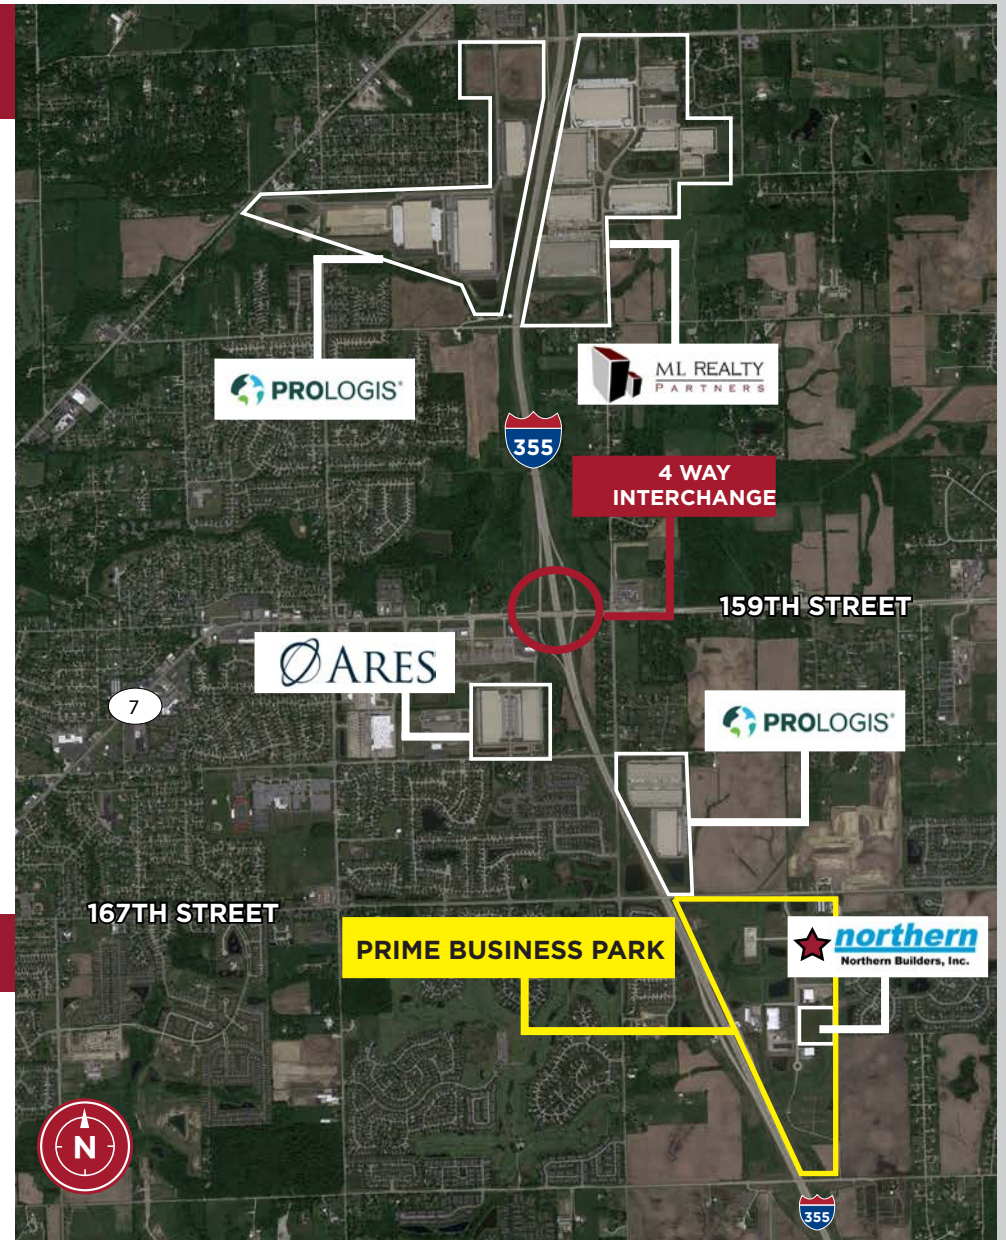 PROLOGIS®
ML REALTY
PARTNERS
355
4 WAY
INTERCHANGE
159TH STREET
ARES
7
PROLOGIS®
167TH STREET
PRIME BUSINESS PARK
northern
Northern Builders, Inc.
N
355